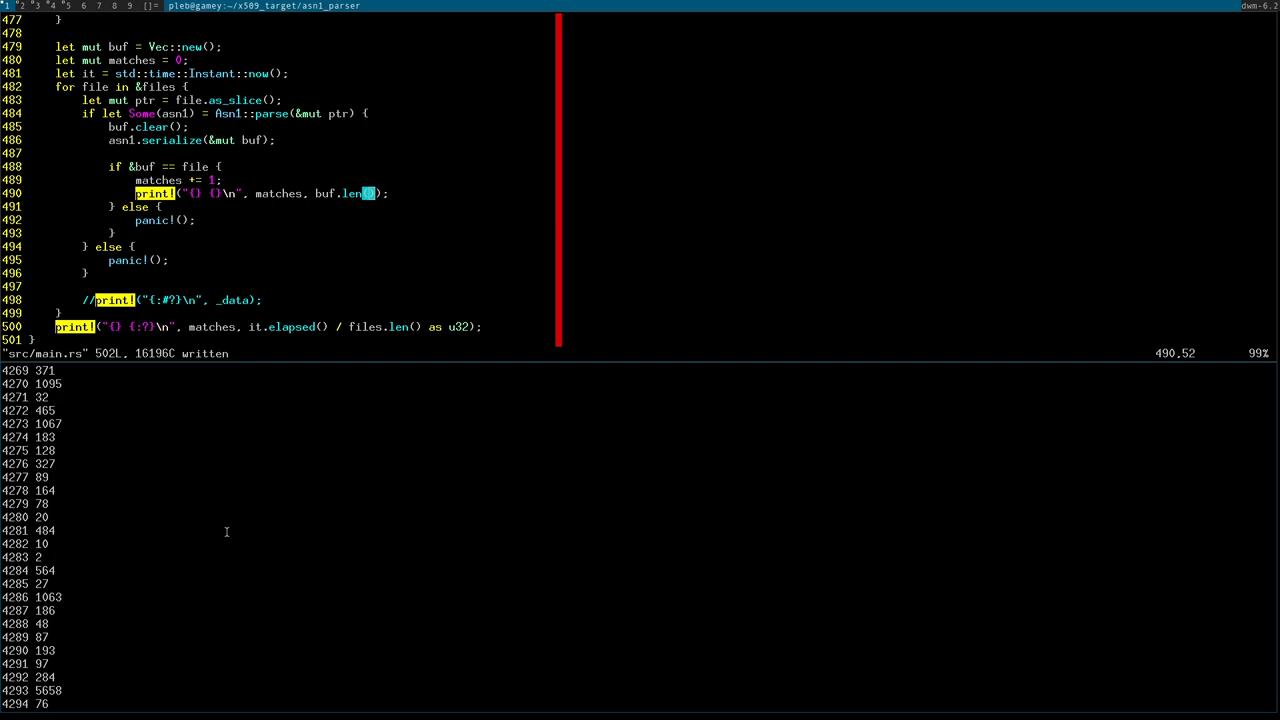 1 2 3 4 5 6 7 8 9 []= pleb@gamey:~/x509_target/asn1_parser dwm-6.2
477     }
478
479     let mut buf = Vec::new();
480     let mut matches = 0;
481     let it = std::time::Instant::now();
482     for file in &files {
483         let mut ptr = file.as_slice();
484         if let Some(asn1) = Asn1::parse(&mut ptr) {
485             buf.clear();
486             asn1.serialize(&mut buf);
487
488             if &buf == file {
489                 matches += 1;
490                 print!("{} {}\n", matches, buf.len());
491             } else {
492                 panic!();
493             }
494         } else {
495             panic!();
496         }
497
498         //print!("{:#?}\n", _data);
499     }
500     print!("{} {:?}\n", matches, it.elapsed() / files.len() as u32);
501 }
"src/main.rs" 502L, 16196C written 490,52 99%
4269 371
4270 1095
4271 32
4272 465
4273 1067
4274 183
4275 128
4276 327
4277 89
4278 164
4279 78
4280 20
4281 484
4282 10
4283 2
4284 564
4285 27
4286 1063
4287 186
4288 48
4289 87
4290 193
4291 97
4292 284
4293 5658
4294 76